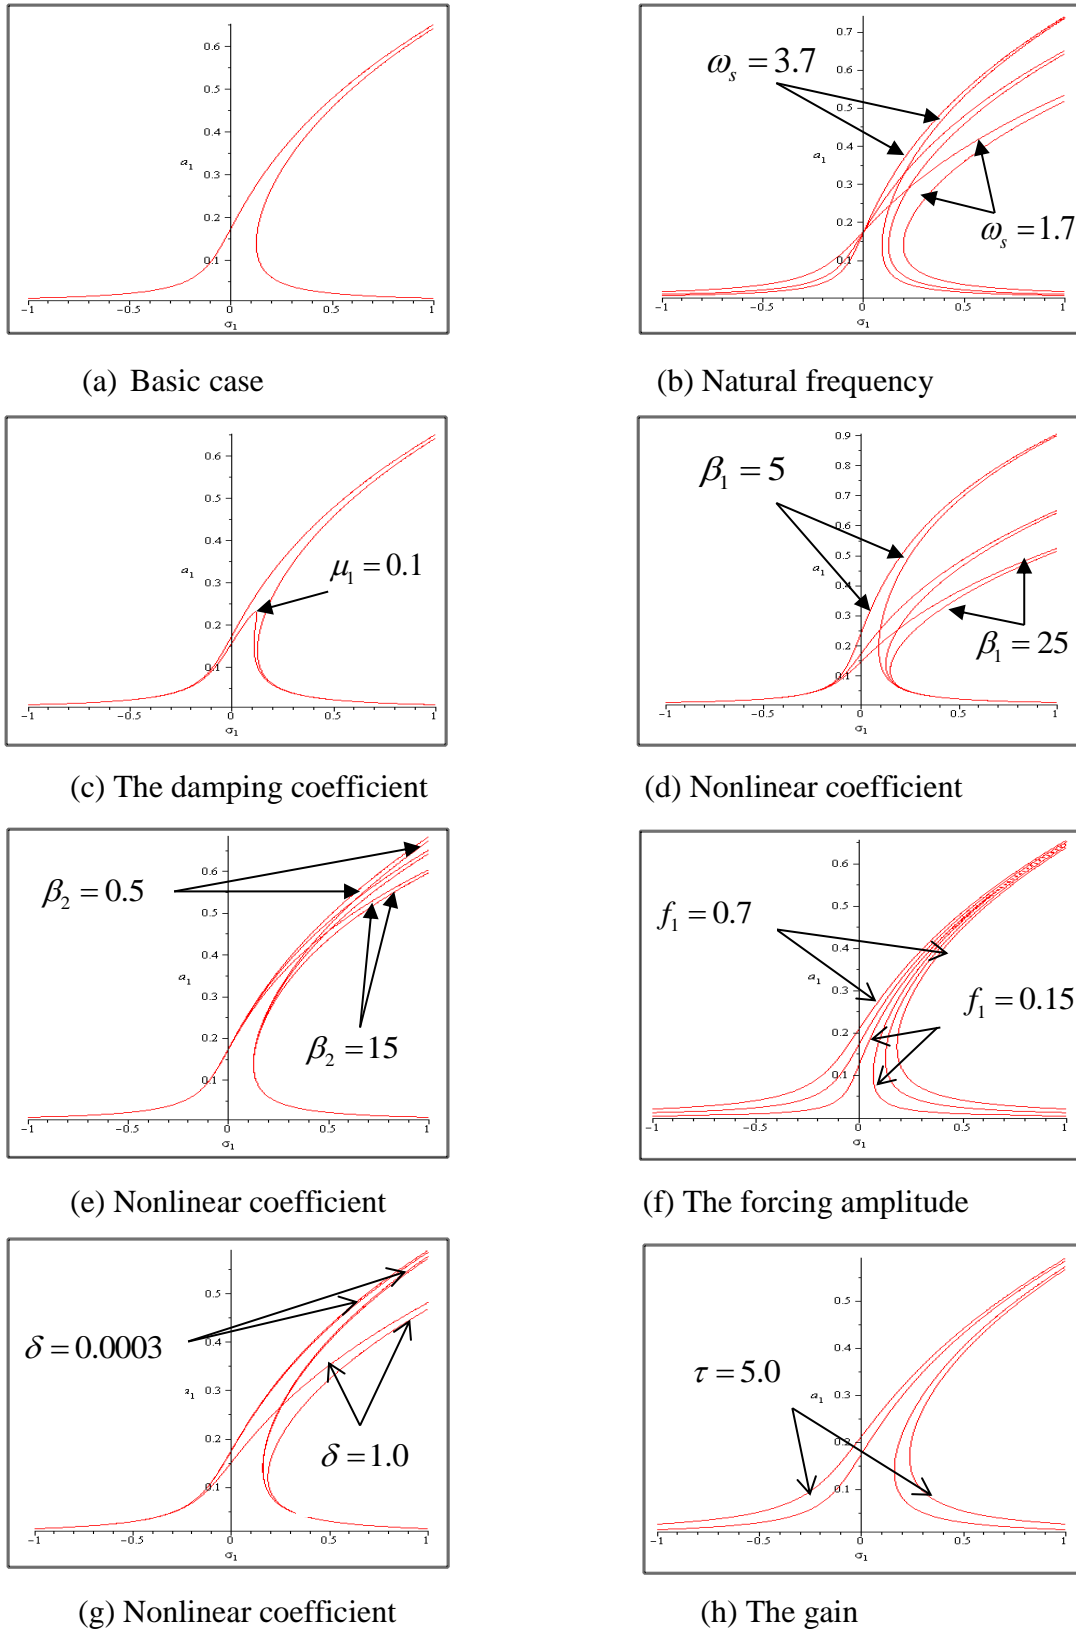 0.6
0.5
0.4
a₁
0.3
0.2
0.1
-1 -0.5 0 0.5 1
σ₁
(a) Basic case
ωₛ = 3.7
0.7
0.6
0.5
0.4
a₁
0.3
0.2
ωₛ = 1.7
0.1
-1 -0.5 0 0.5 1
σ₁
(b) Natural frequency
0.6
0.5
0.4
a₁
μ₁ = 0.1
0.3
0.2
0.1
-1 -0.5 0 0.5 1
σ₁
(c) The damping coefficient
0.9
0.8
β₁ = 5
0.7
0.6
0.5
a₁
0.4
0.3
β₁ = 25
0.2
0.1
-1 -0.5 0 0.5 1
σ₁
(d) Nonlinear coefficient
0.6
β₂ = 0.5
0.5
0.4
a₁
0.3
0.2
β₂ = 15
0.1
-1 -0.5 0 0.5 1
σ₁
(e) Nonlinear coefficient
0.6
f₁ = 0.7
0.5
0.4
a₁
0.3
f₁ = 0.15
0.2
0.1
-1 -0.5 0 0.5 1
σ₁
(f) The forcing amplitude
0.5
δ = 0.0003
0.4
a₁
0.3
0.2
δ = 1.0
0.1
-1 -0.5 0 0.5 1
σ₁
(g) Nonlinear coefficient
0.5
0.4
τ = 5.0
a₁
0.3
0.2
0.1
-1 -0.5 0 0.5 1
σ₁
(h) The gain